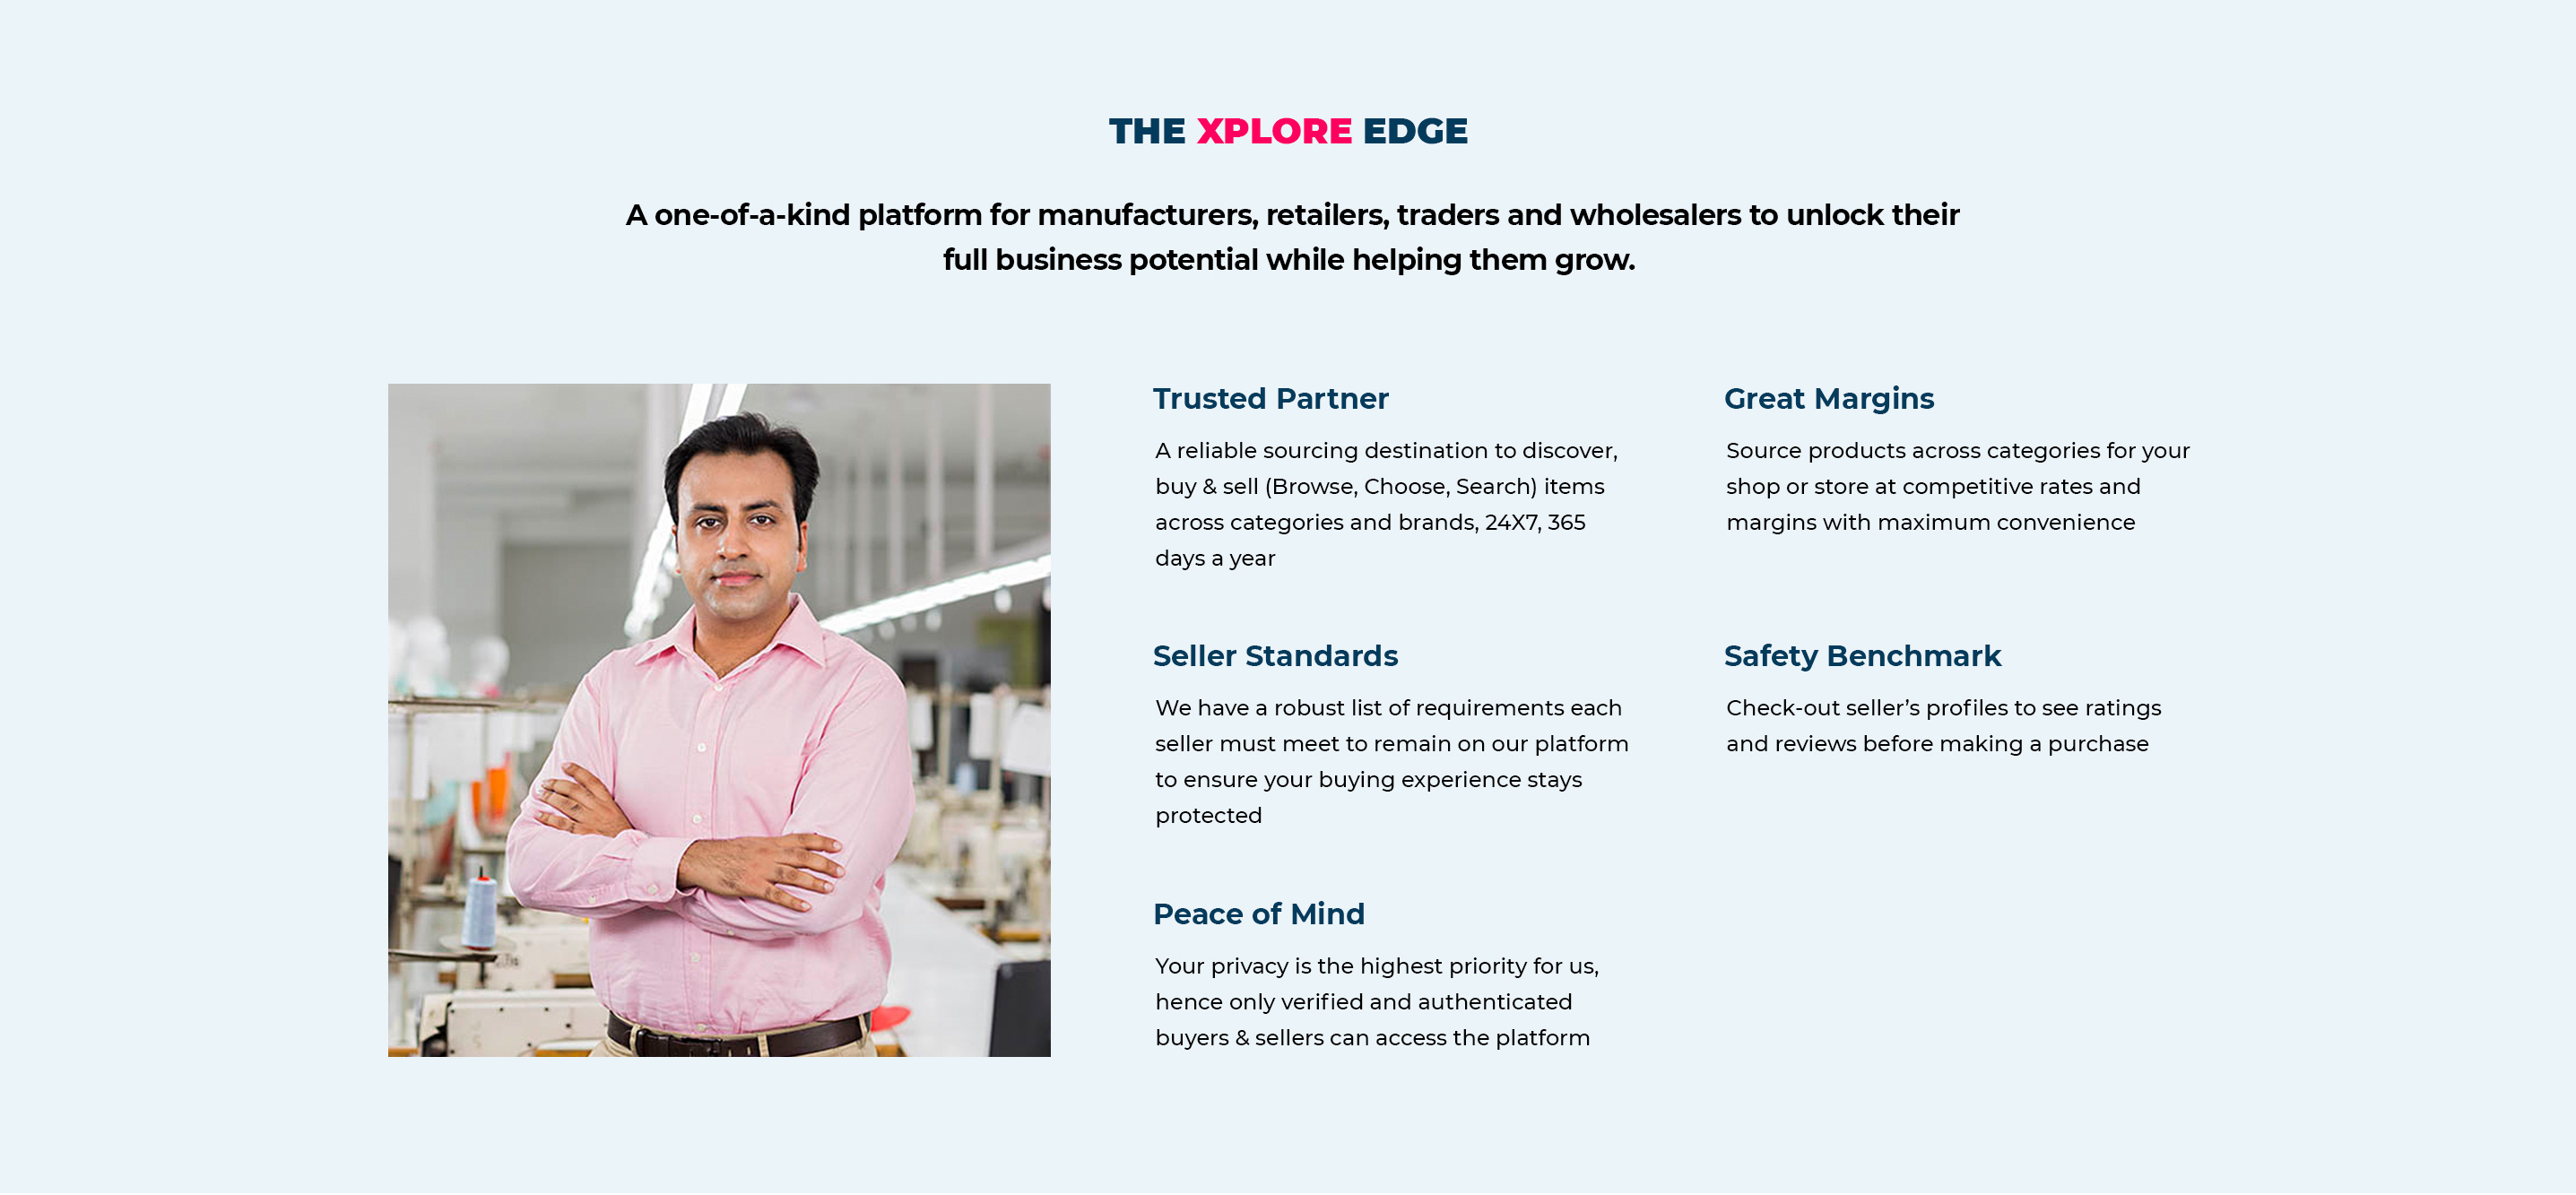 THE XPLORE EDGE
A one-of-a-kind platform for manufacturers, retailers, traders and wholesalers to unlock their
full business potential while helping them grow.
Trusted Partner
A reliable sourcing destination to discover,
buy & sell (Browse, Choose, Search) items
across categories and brands, 24X7, 365
days a year
Great Margins
Source products across categories for your
shop or store at competitive rates and
margins with maximum convenience
Seller Standards
We have a robust list of requirements each
seller must meet to remain on our platform
to ensure your buying experience stays
protected
Safety Benchmark
Check-out seller’s profiles to see ratings
and reviews before making a purchase
Peace of Mind
Your privacy is the highest priority for us,
hence only verified and authenticated
buyers & sellers can access the platform